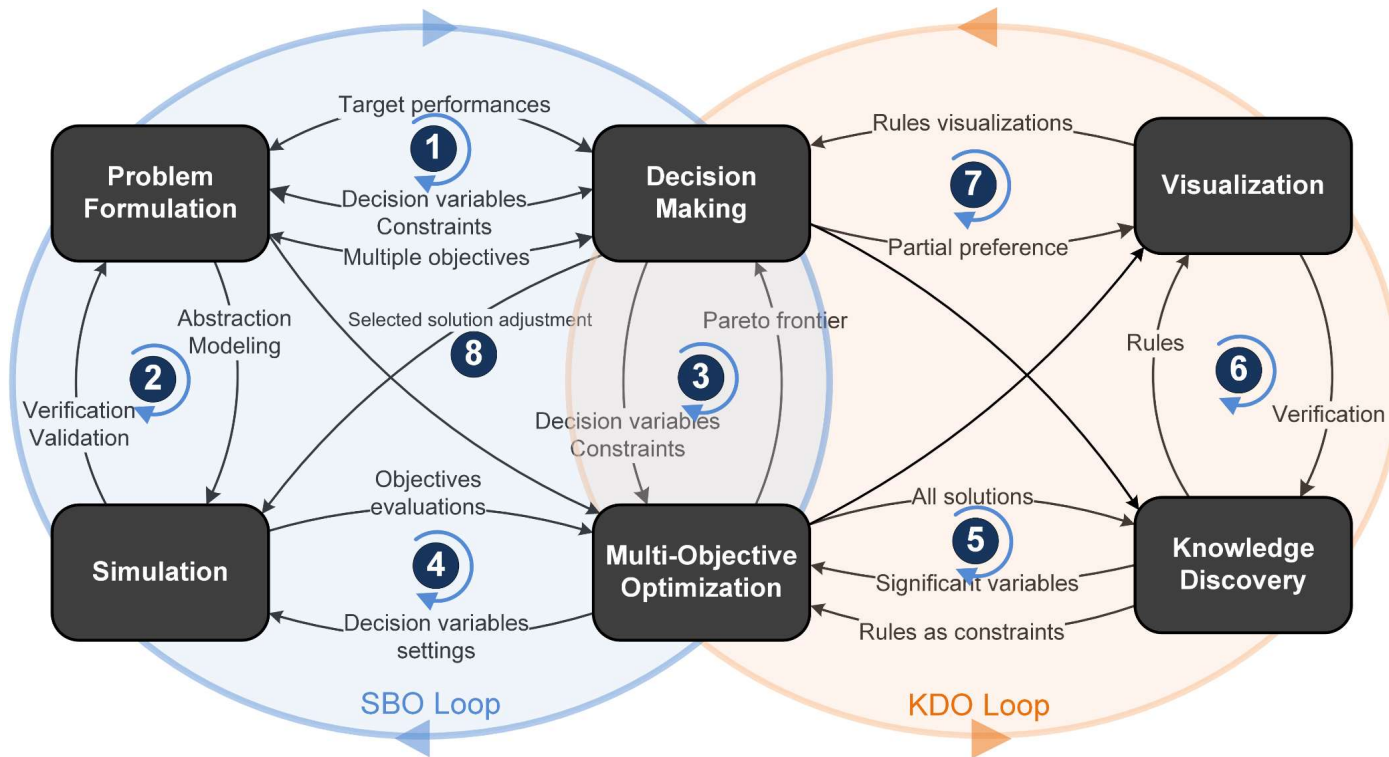 Target performances
1
Problem
Formulation
Decision variables
Constraints
Multiple objectives
Decision
Making
Rules visualizations
7
Partial preference
Visualization
Abstraction
Modeling
2
Verification
Validation
Selected solution adjustment
8
Pareto frontier
3
Decision variables
Constraints
Rules
6
Verification
Simulation
Objectives
evaluations
4
Decision variables
settings
Multi-Objective
Optimization
All solutions
5
Significant variables
Rules as constraints
Knowledge
Discovery
SBO Loop
KDO Loop